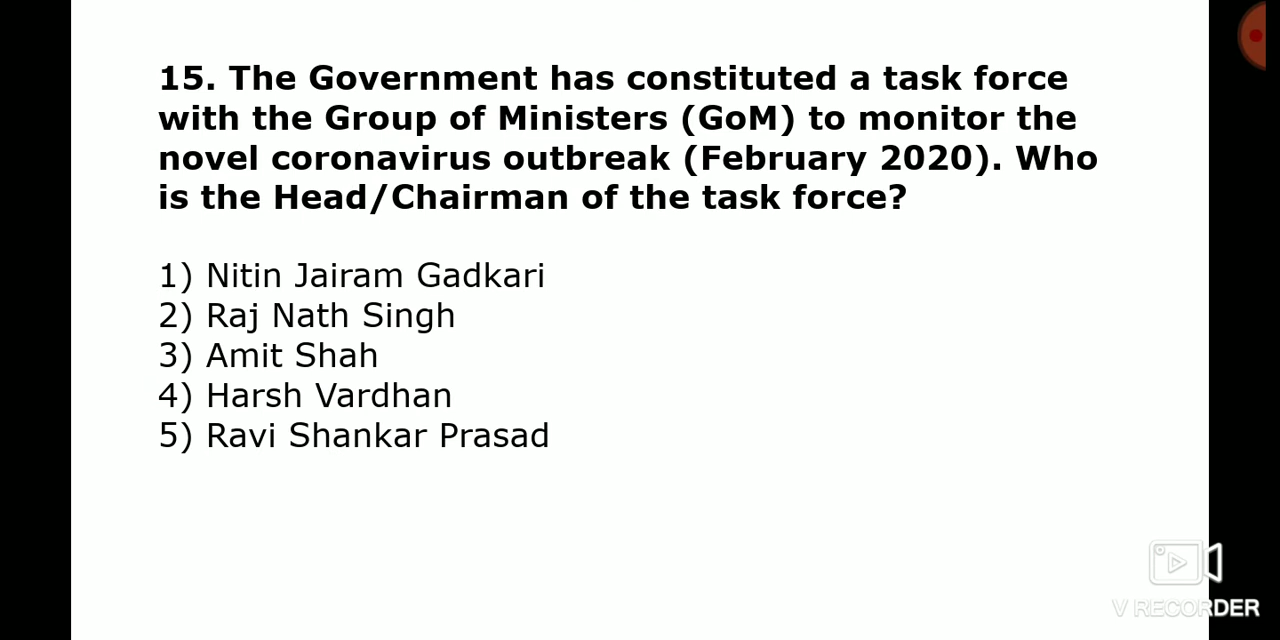 15. The Government has constituted a task force
with the Group of Ministers (GoM) to monitor the
novel coronavirus outbreak (February 2020). Who
is the Head/Chairman of the task force?
1) Nitin Jairam Gadkari
2) Raj Nath Singh
3) Amit Shah
4) Harsh Vardhan
5) Ravi Shankar Prasad
V RECORDER